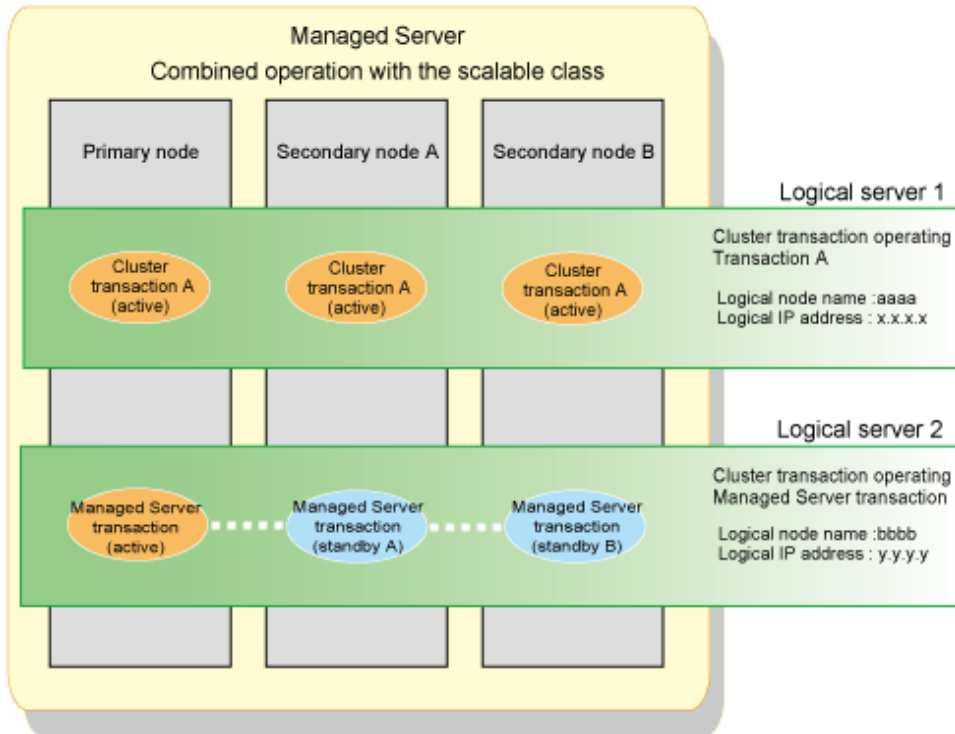 Managed Server
Combined operation with the scalable class
Primary node
Secondary node A
Secondary node B
Logical server 1
Cluster
transaction A
(active)
Cluster
transaction A
(active)
Cluster
transaction A
(active)
Cluster transaction operating
Transaction A
Logical node name :aaaa
Logical IP address : x.x.x.x
Logical server 2
Managed Server
transaction
(active)
Managed Server
transaction
(standby A)
Managed Server
transaction
(standby B)
Cluster transaction operating
Managed Server transaction
Logical node name :bbbb
Logical IP address : y.y.y.y